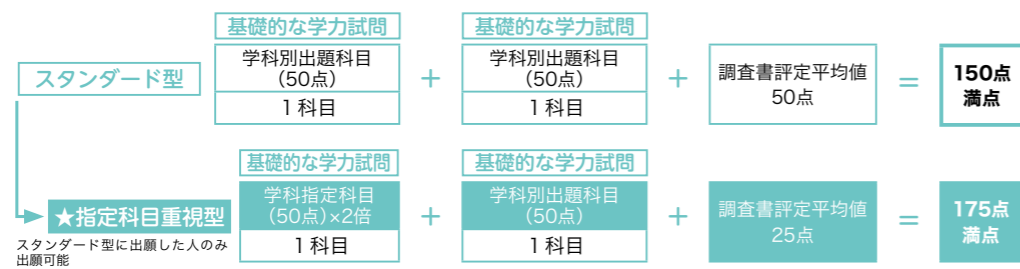 基礎的な学力試問
基礎的な学力試問
スタンダード型
学科別出題科目
（50点）
1 科目
+
学科別出題科目
（50点）
1 科目
+
調査書評定平均値
50点
=
150点
満点
基礎的な学力試問
基礎的な学力試問
★指定科目重視型
スタンダード型に出願した人のみ
出願可能
学科指定科目
（50点）×2倍
1 科目
+
学科別出題科目
（50点）
1 科目
+
調査書評定平均値
25点
=
175点
満点